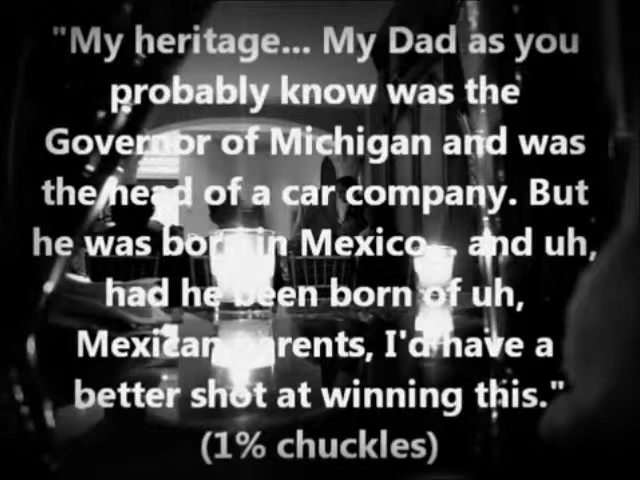 "My heritage... My Dad as you
probably know was the
Governor of Michigan and was
the head of a car company. But
he was born in Mexico... and uh,
had he been born of uh,
Mexican parents, I'd have a
better shot at winning this."
(1% chuckles)